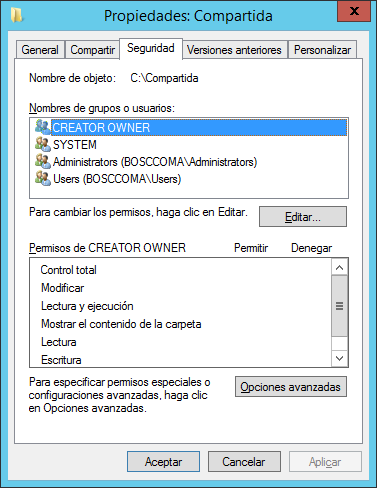 Propiedades: Compartida
x
General Compartir Seguridad Versiones anteriores Personalizar
Nombre de objeto: C:\Compartida
Nombres de grupos o usuarios:
CREATOR OWNER
SYSTEM
Administrators (BOSCCOMA\Administrators)
Users (BOSCCOMA\Users)
Para cambiar los permisos, haga clic en Editar.
Editar...
Permisos de CREATOR OWNER Permitir Denegar
Control total
Modificar
Lectura y ejecución
Mostrar el contenido de la carpeta
Lectura
Escritura
Para especificar permisos especiales o
configuraciones avanzadas, haga clic
en Opciones avanzadas.
Opciones avanzadas
Aceptar Cancelar Aplicar